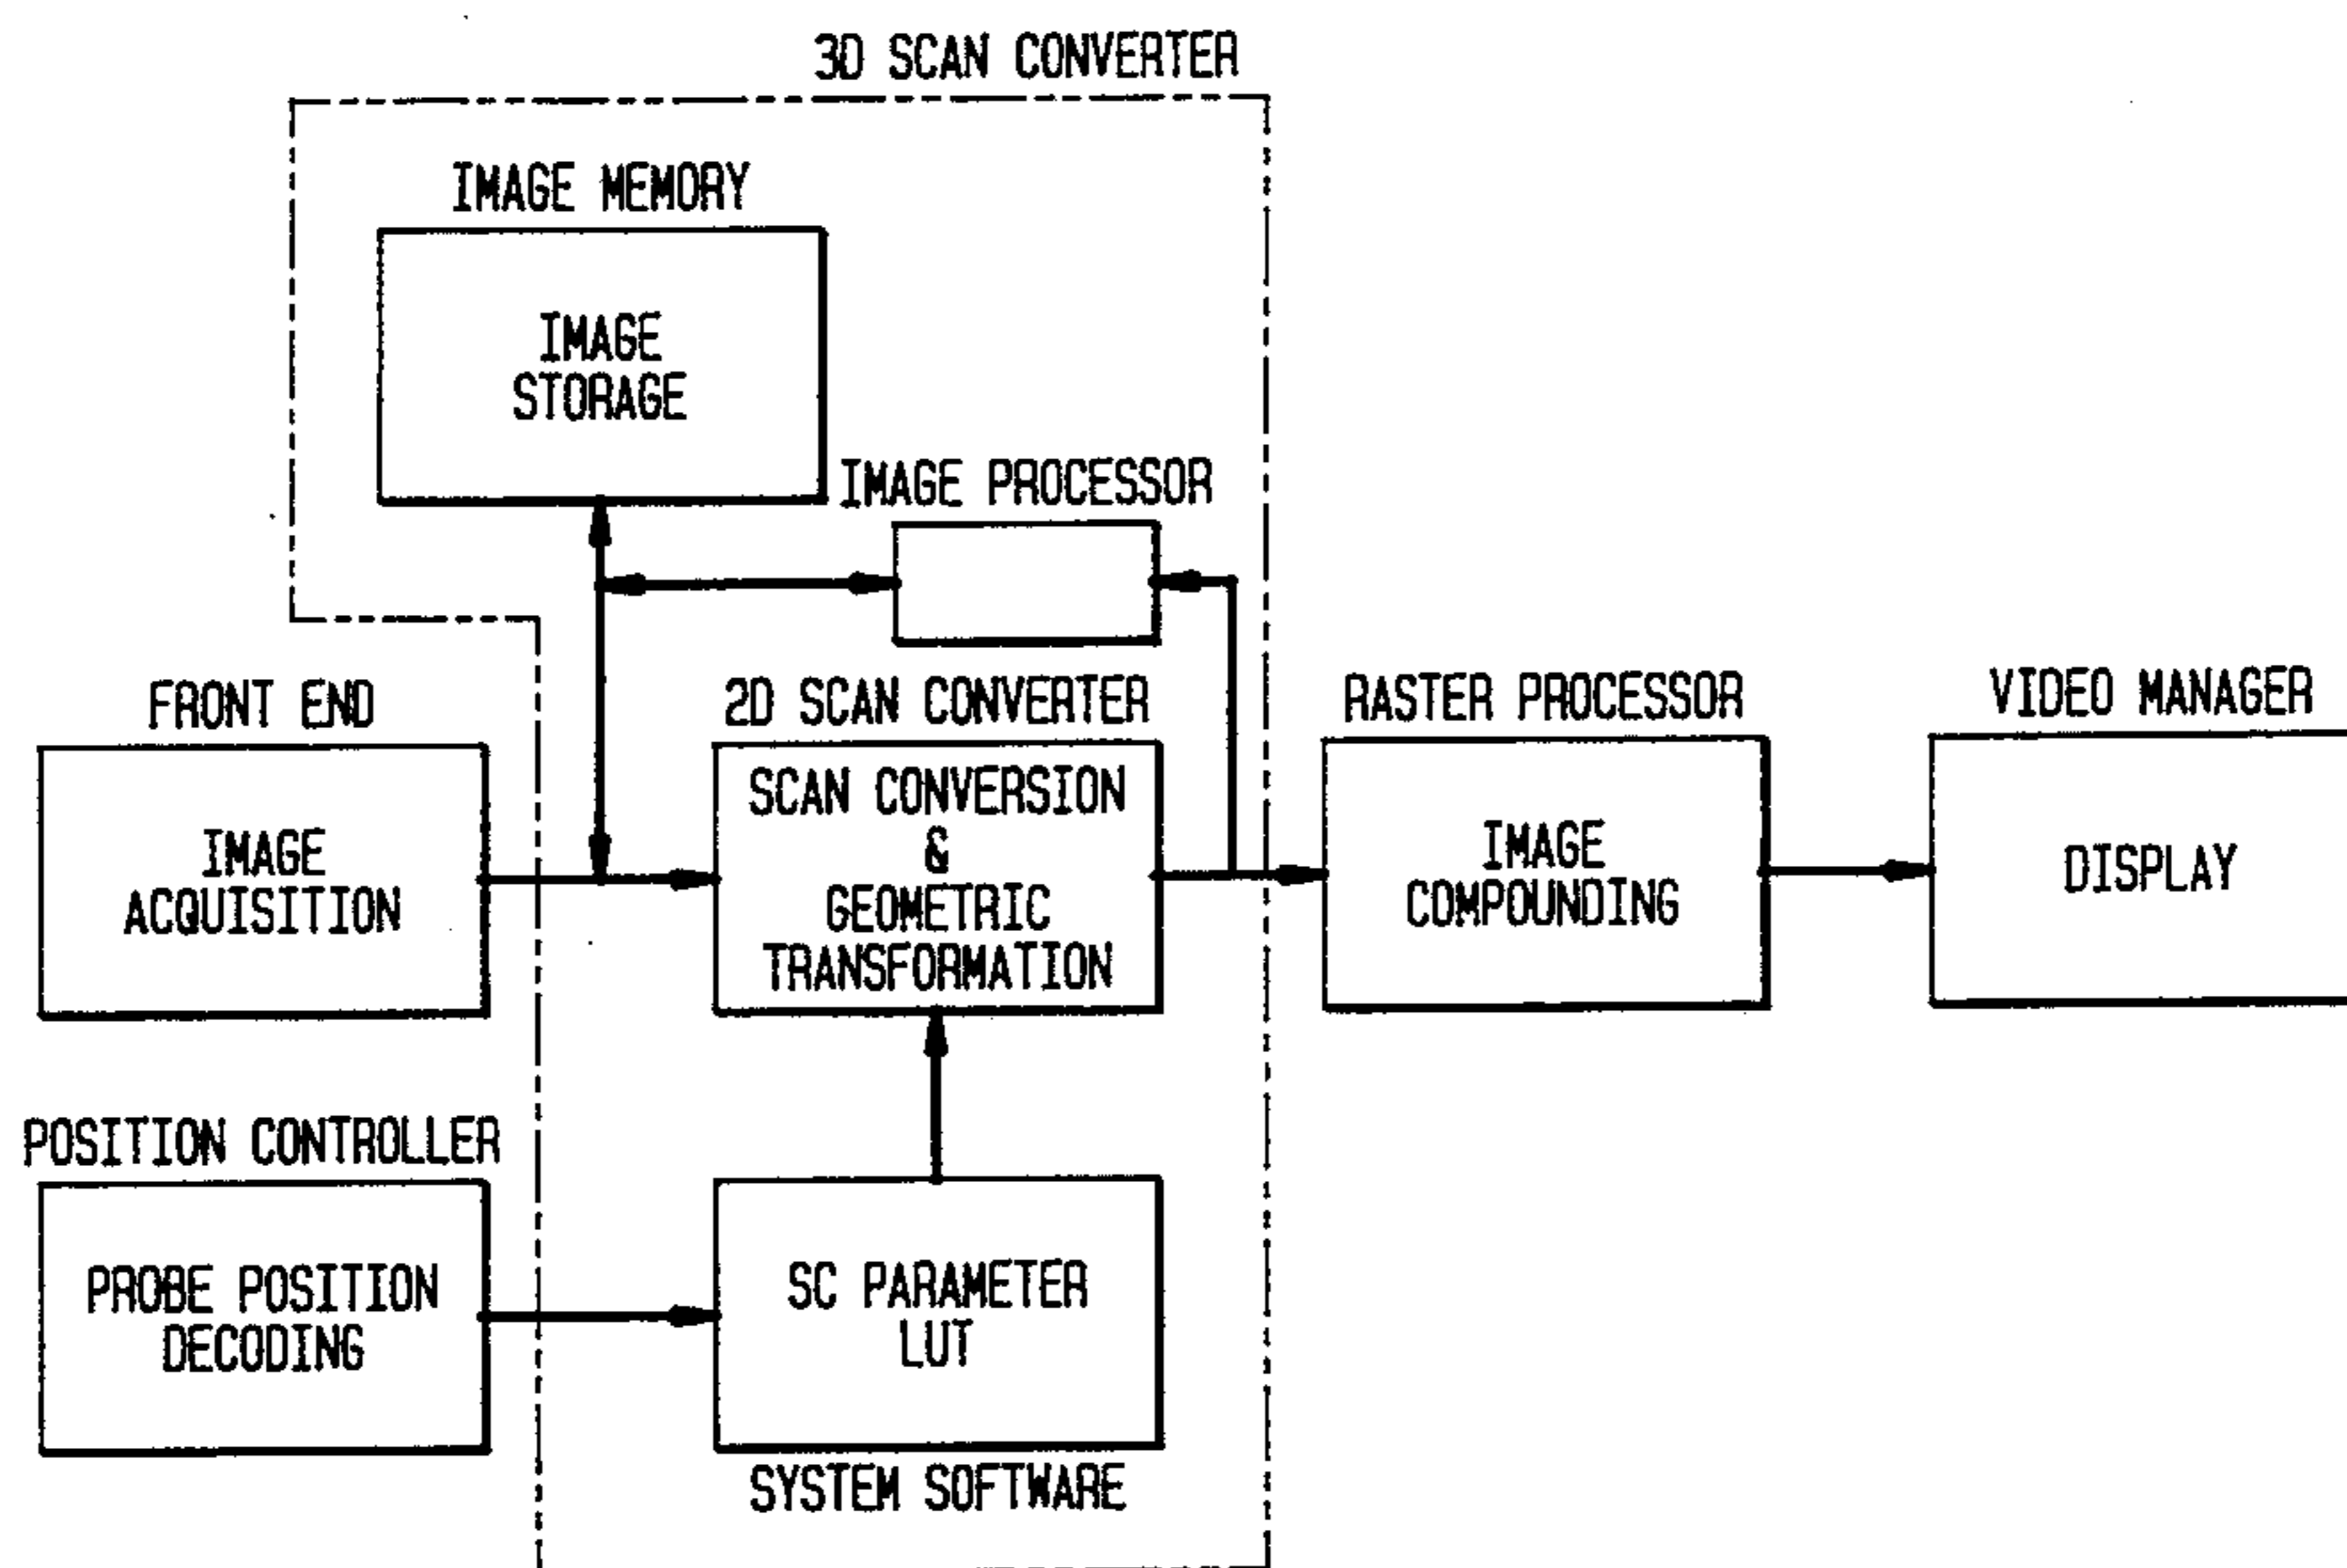 3D SCAN CONVERTER
IMAGE MEMORY
IMAGE
STORAGE
IMAGE PROCESSOR
FRONT END
IMAGE
ACQUISITION
2D SCAN CONVERTER
SCAN CONVERSION
&
GEOMETRIC
TRANSFORMATION
RASTER PROCESSOR
IMAGE
COMPOUNDING
VIDEO MANAGER
DISPLAY
POSITION CONTROLLER
PROBE POSITION
DECODING
SC PARAMETER
LUT
SYSTEM SOFTWARE